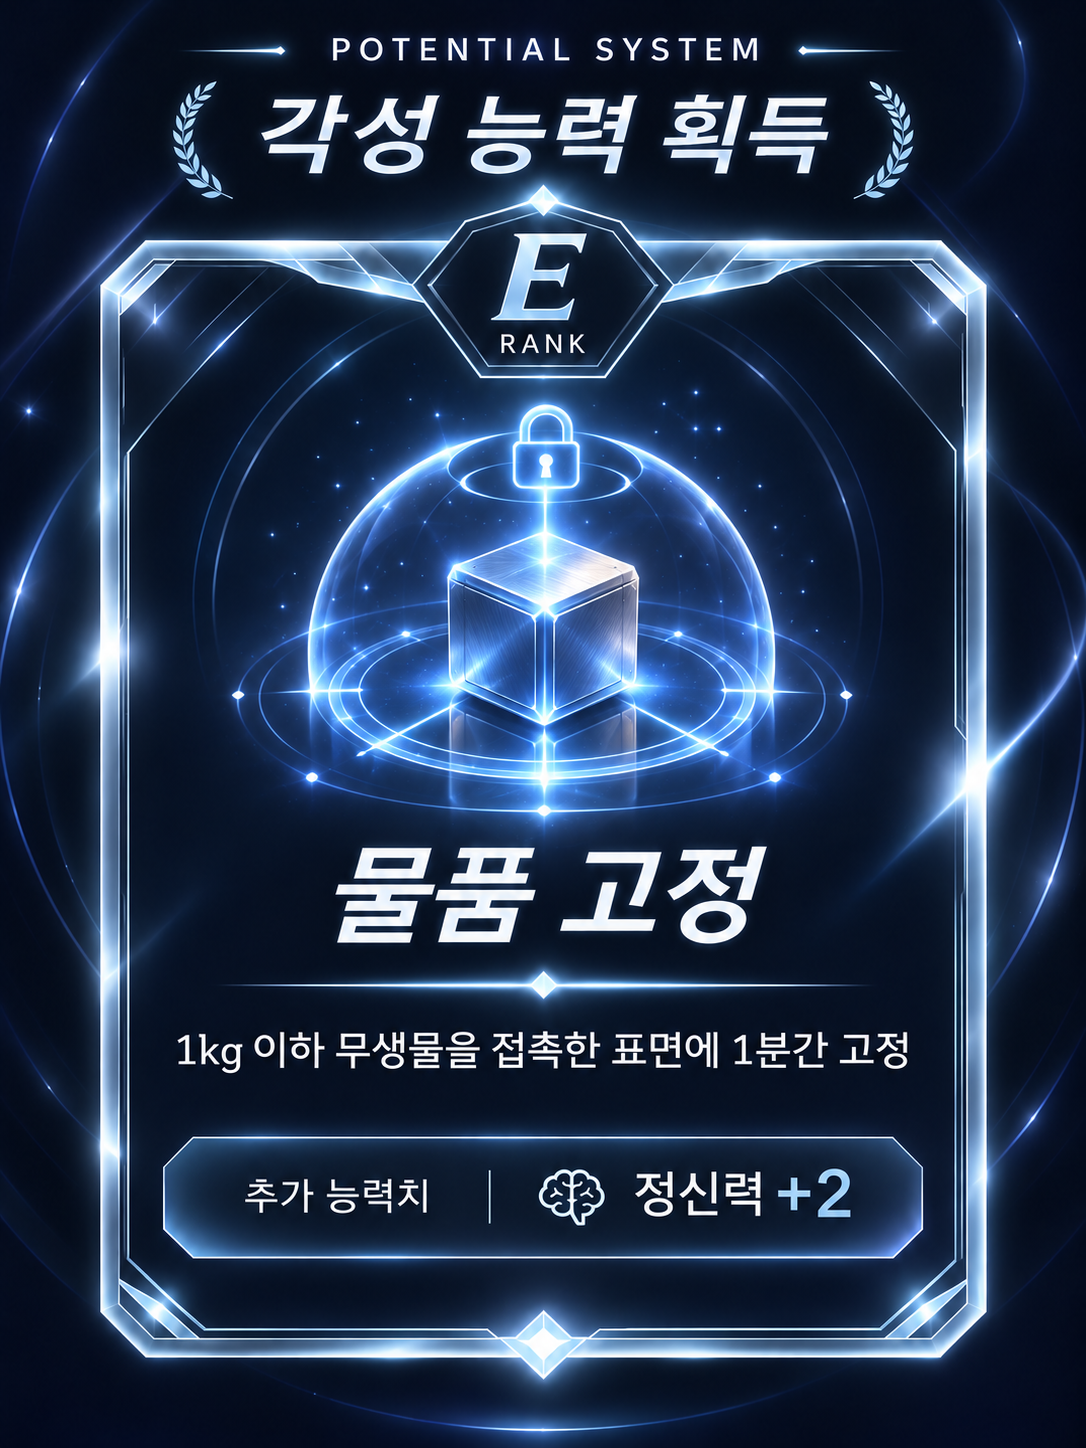 POTENTIAL SYSTEM
각성 능력 획득
E
RANK
물품 고정
1kg 이하 무생물을 접촉한 표면에 1분간 고정
추가 능력치 | 정신력 +2